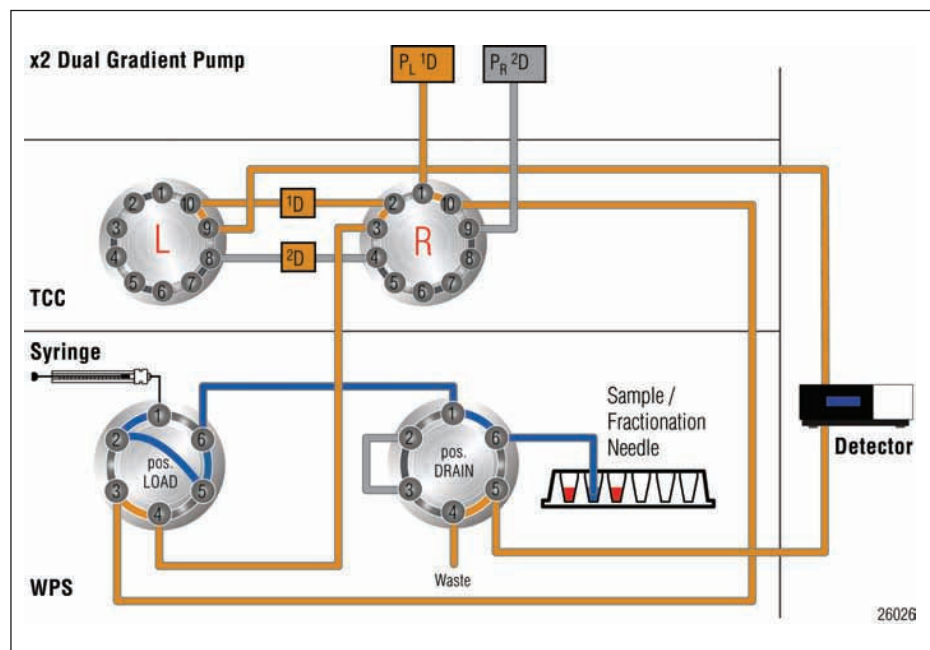 x2 Dual Gradient Pump
PL 1D
PR 2D
1
2
10
3
L
9
4
8
5
6
7
1D
2D
1
2
10
3
R
9
4
8
5
6
7
TCC
Syringe
1
2
6
pos.
LOAD
3
5
4
1
2
6
pos.
DRAIN
3
5
4
Waste
Sample /
Fractionation
Needle
Detector
WPS
26026